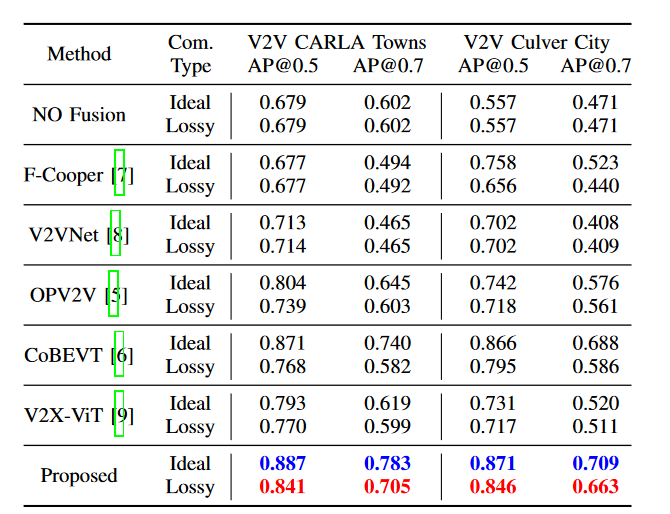 Method Com. Type V2V CARLA Towns V2V Culver City
AP@0.5 AP@0.7 AP@0.5 AP@0.7
NO Fusion Ideal 0.679 0.602 0.557 0.471
Lossy 0.679 0.602 0.557 0.471
F-Cooper [7] Ideal 0.677 0.494 0.758 0.523
Lossy 0.677 0.492 0.656 0.440
V2VNet [8] Ideal 0.713 0.465 0.702 0.408
Lossy 0.714 0.465 0.702 0.409
OPV2V [5] Ideal 0.804 0.645 0.742 0.576
Lossy 0.739 0.603 0.718 0.561
CoBEVT [6] Ideal 0.871 0.740 0.866 0.688
Lossy 0.768 0.582 0.795 0.586
V2X-ViT [9] Ideal 0.793 0.619 0.731 0.520
Lossy 0.770 0.599 0.717 0.511
Proposed Ideal 0.887 0.783 0.871 0.709
Lossy 0.841 0.705 0.846 0.663